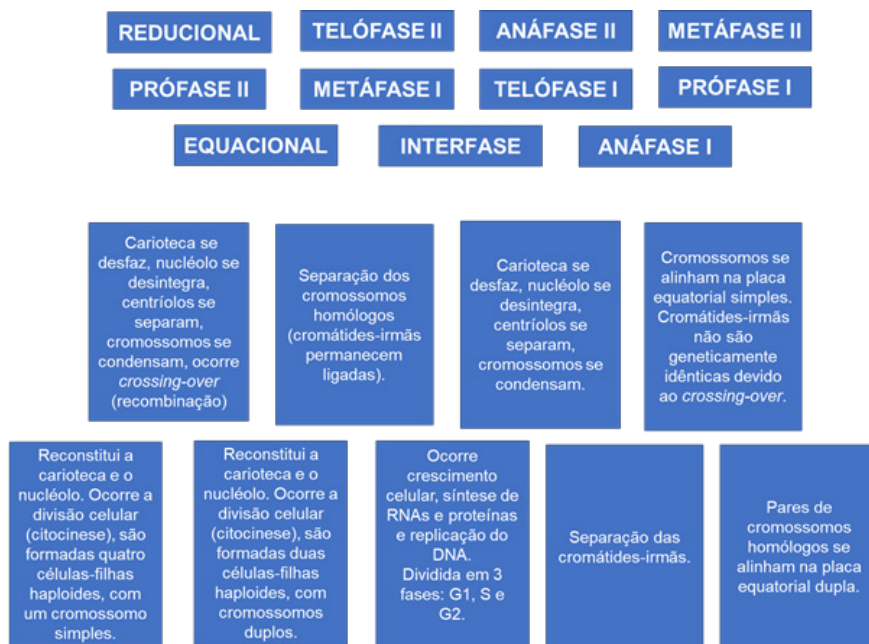 REDUCIONAL
TELÓFASE II
ANÁFASE II
METÁFASE II
PRÓFASE II
METÁFASE I
TELÓFASE I
PRÓFASE I
EQUACIONAL
INTERFASE
ANÁFASE I
Carioteca se
desfaz, nucléolo se
desintegra,
centríolos se
separam,
cromossomos se
condensam, ocorre
crossing-over
(recombinação)
Separação dos
cromossomos
homólogos
(cromátides-irmãs
permanecem
ligadas).
Carioteca se
desfaz, nucléolo se
desintegra,
centríolos se
separam,
cromossomos se
condensam.
Cromossomos se
alinham na placa
equatorial simples.
Cromátides-irmãs
não são
geneticamente
idênticas devido
ao crossing-over.
Reconstitui a
carioteca e o
nucléolo. Ocorre a
divisão celular
(citocinese), são
formadas quatro
células-filhas
haploides, com
um cromossomo
simples.
Reconstitui a
carioteca e o
nucléolo. Ocorre a
divisão celular
(citocinese), são
formadas duas
células-filhas
haploides, com
cromossomos
duplos.
Ocorre
crescimento
celular, síntese de
RNAs e proteínas
e replicação do
DNA.
Dividida em 3
fases: G1, S e
G2.
Separação das
cromátides-irmãs.
Pares de
cromossomos
homólogos se
alinham na placa
equatorial dupla.